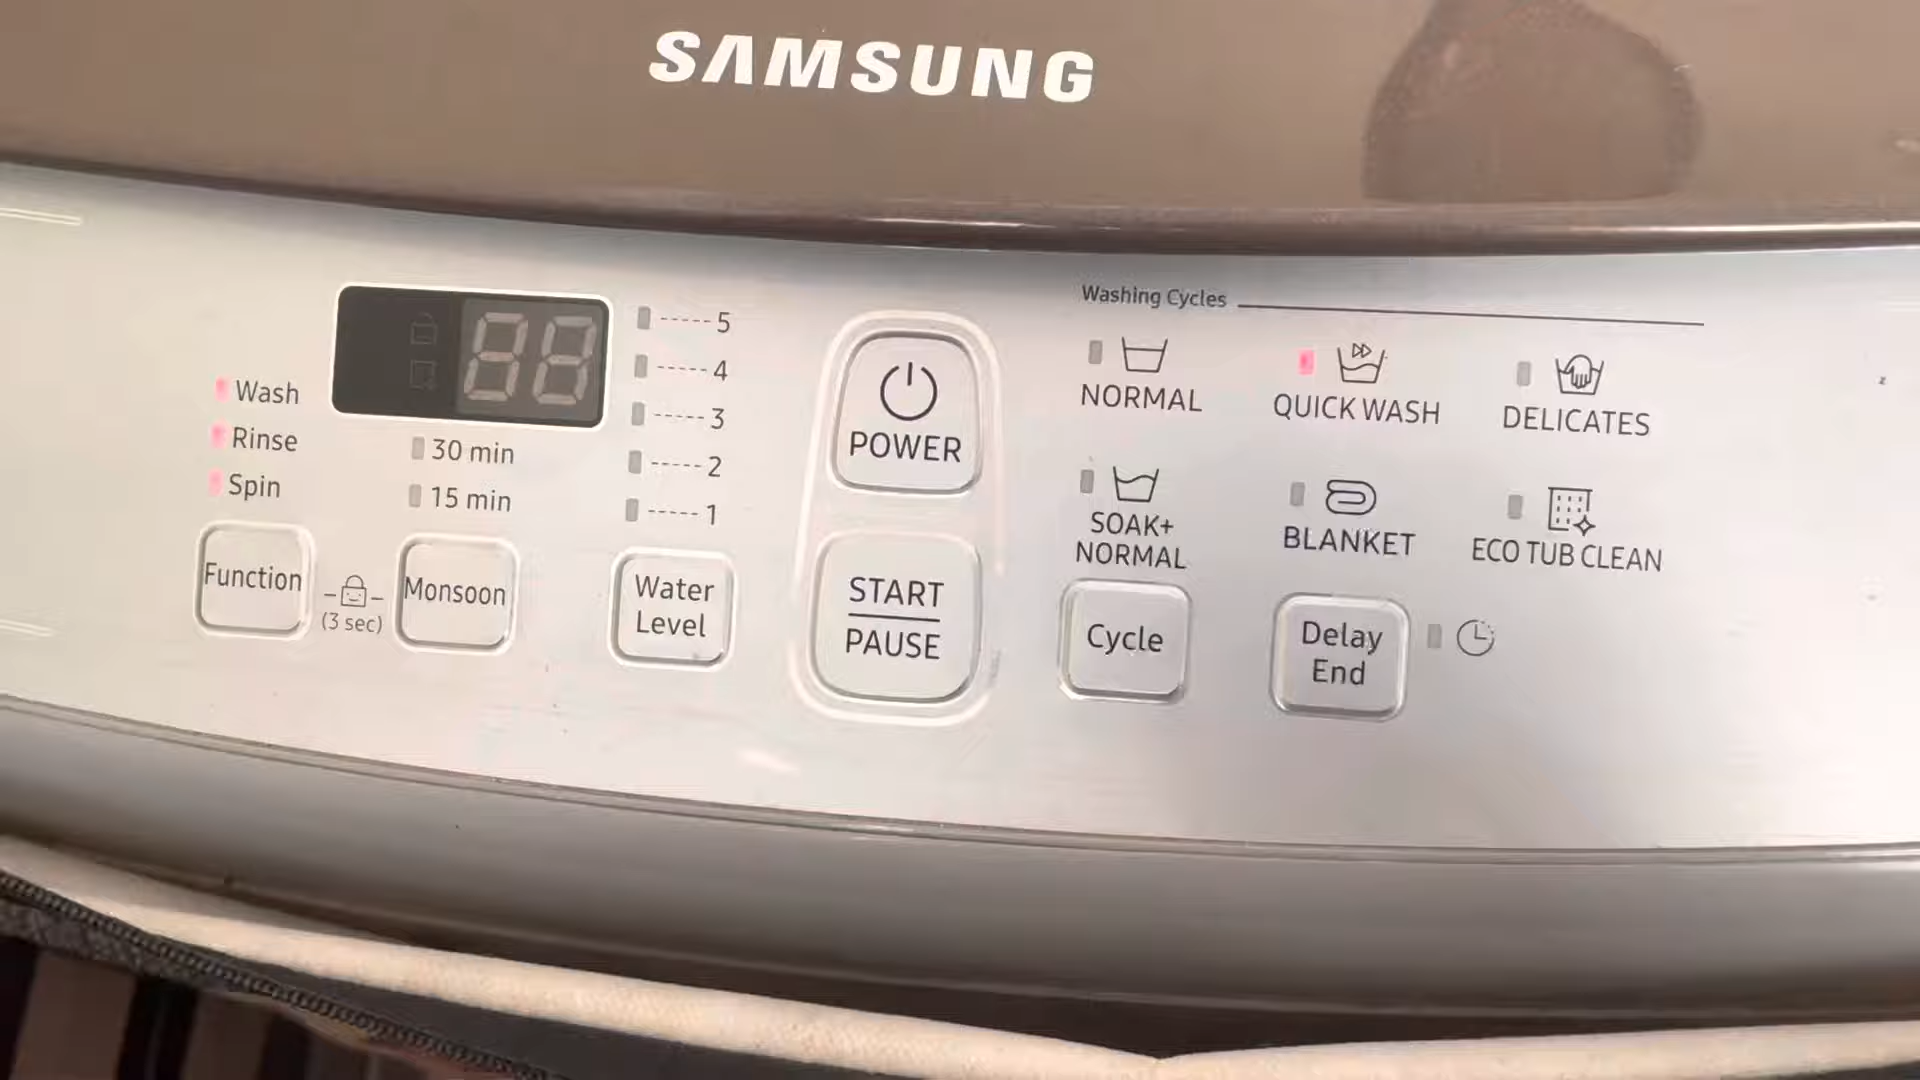 SAMSUNG
Wash
Rinse
Spin
88
30 min
15 min
-----5
-----4
-----3
-----2
-----1
Function
(3 sec)
Monsoon
Water
Level
POWER
START
PAUSE
Washing Cycles
NORMAL
QUICK WASH
DELICATES
SOAK+
NORMAL
BLANKET
ECO TUB CLEAN
Cycle
Delay
End